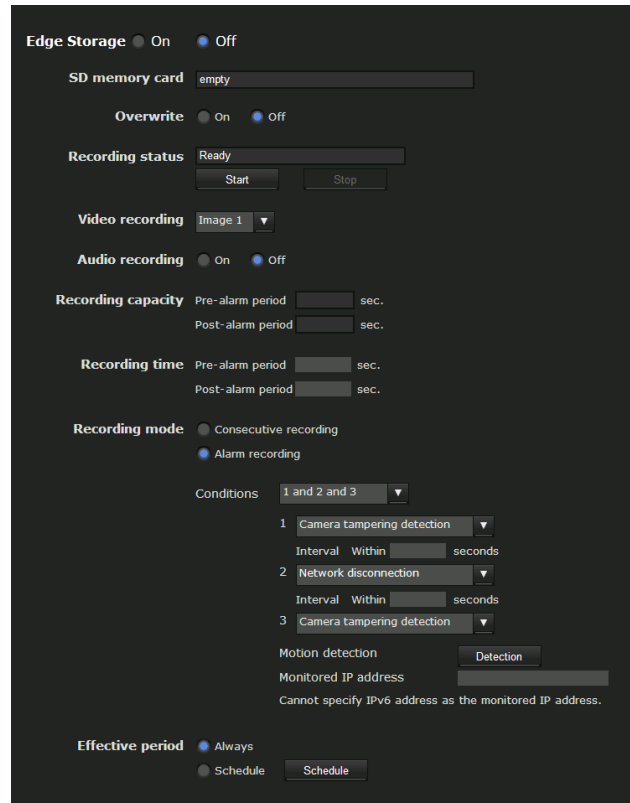 Edge Storage On Off
SD memory card empty
Overwrite On Off
Recording status Ready
Start Stop
Video recording Image 1
Audio recording On Off
Recording capacity Pre-alarm period sec.
Post-alarm period sec.
Recording time Pre-alarm period sec.
Post-alarm period sec.
Recording mode Consecutive recording
Alarm recording
Conditions 1 and 2 and 3
1 Camera tampering detection
Interval Within seconds
2 Network disconnection
Interval Within seconds
3 Camera tampering detection
Motion detection Detection
Monitored IP address
Cannot specify IPv6 address as the monitored IP address.
Effective period Always
Schedule Schedule